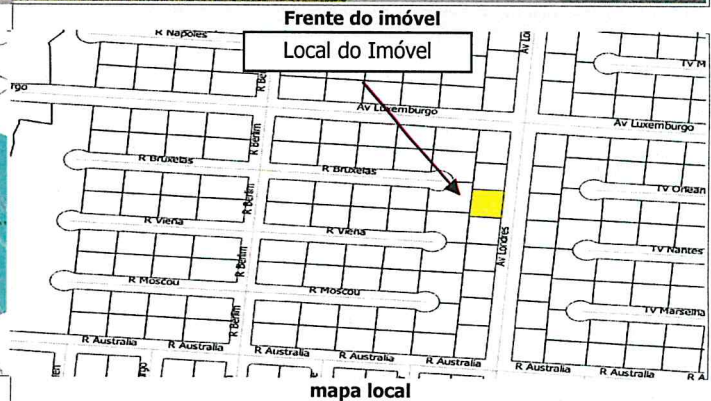 Frente do imóvel
R Napoles
Local do Imóvel
Av Lo
TV M
rgo
R Be
Av Luxemburgo
Av Luxemburgo
R Berlim
R Bruxelas
R Bruxelas
TV Orlean
R Berlim
R Viena
R Viena
Av Londres
TV Nantes
R Berlim
R Moscou
R Moscou
TV Marselha
R Berlim
R Australia
R Australia
R Australia
R Australia
R Australia
R Australia
R A
mapa local